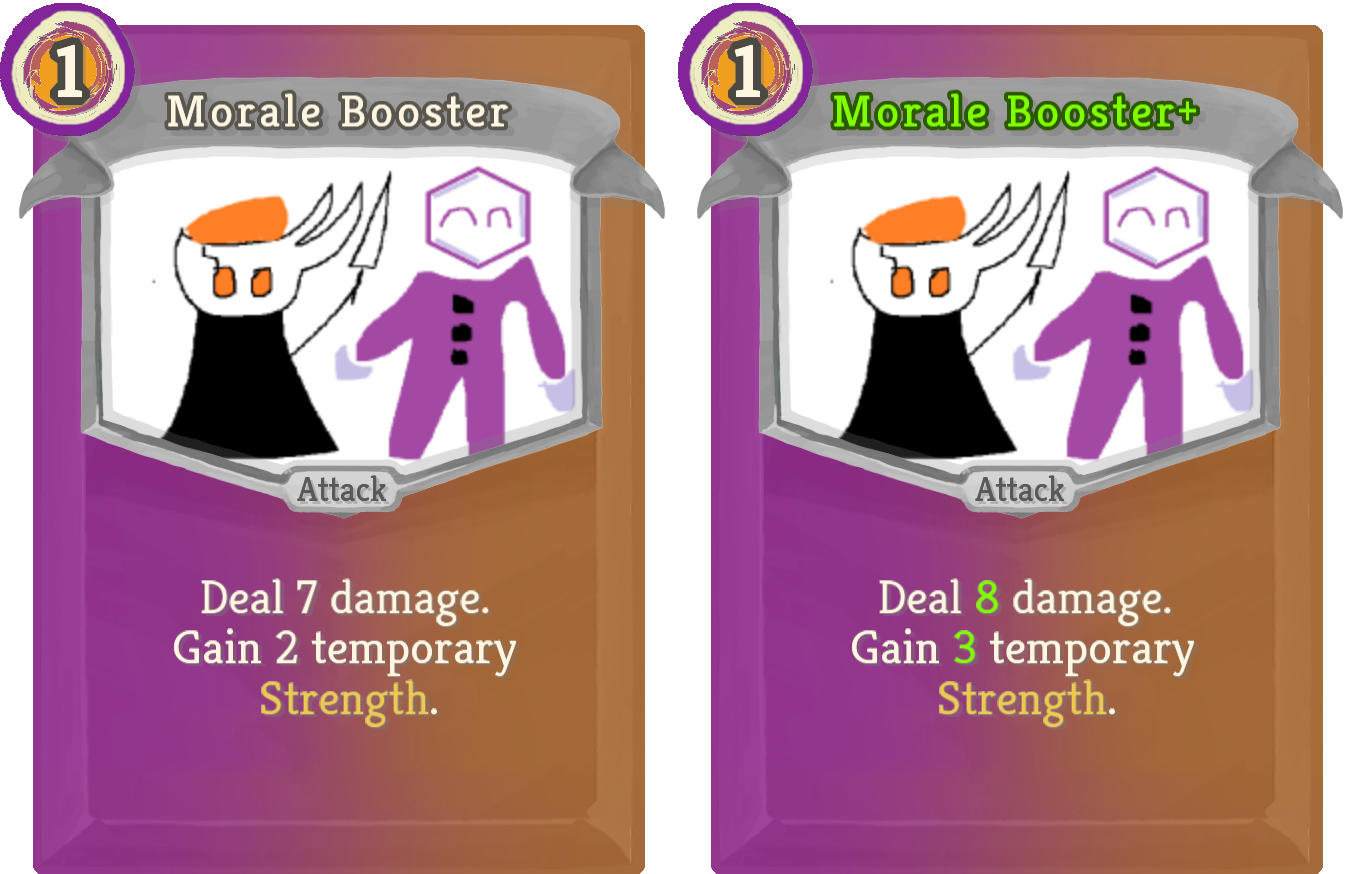 1
Morale Booster
Attack
Deal 7 damage.
Gain 2 temporary
Strength.
1
Morale Booster+
Attack
Deal 8 damage.
Gain 3 temporary
Strength.